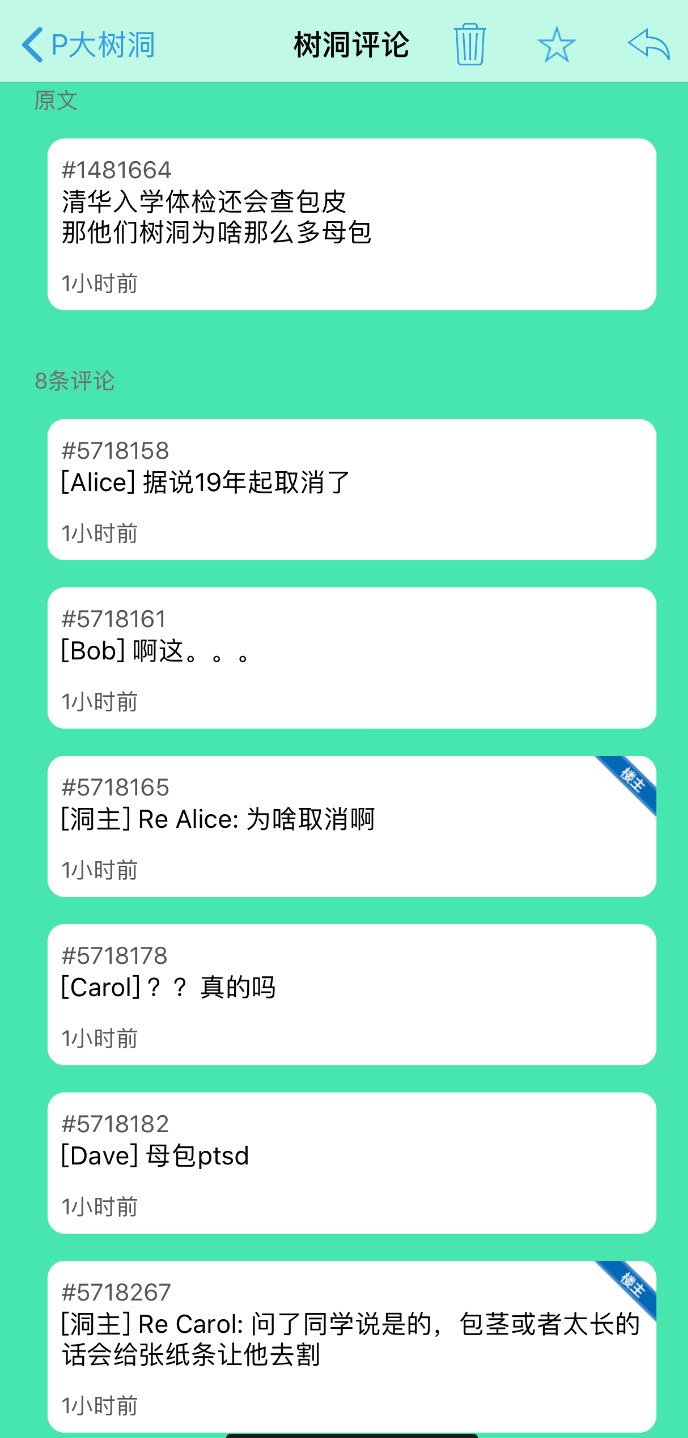 P大树洞
树洞评论
原文
#1481664
清华入学体检还会查包皮
那他们树洞为啥那么多母包
1小时前
8条评论
#5718158
[Alice] 据说19年起取消了
1小时前
#5718161
[Bob] 啊这。。。
1小时前
楼主
#5718165
[洞主] Re Alice: 为啥取消啊
1小时前
#5718178
[Carol] ？？真的吗
1小时前
#5718182
[Dave] 母包ptsd
1小时前
楼主
#5718267
[洞主] Re Carol: 问了同学说是的，包茎或者太长的
话会给张纸条让他去割
1小时前